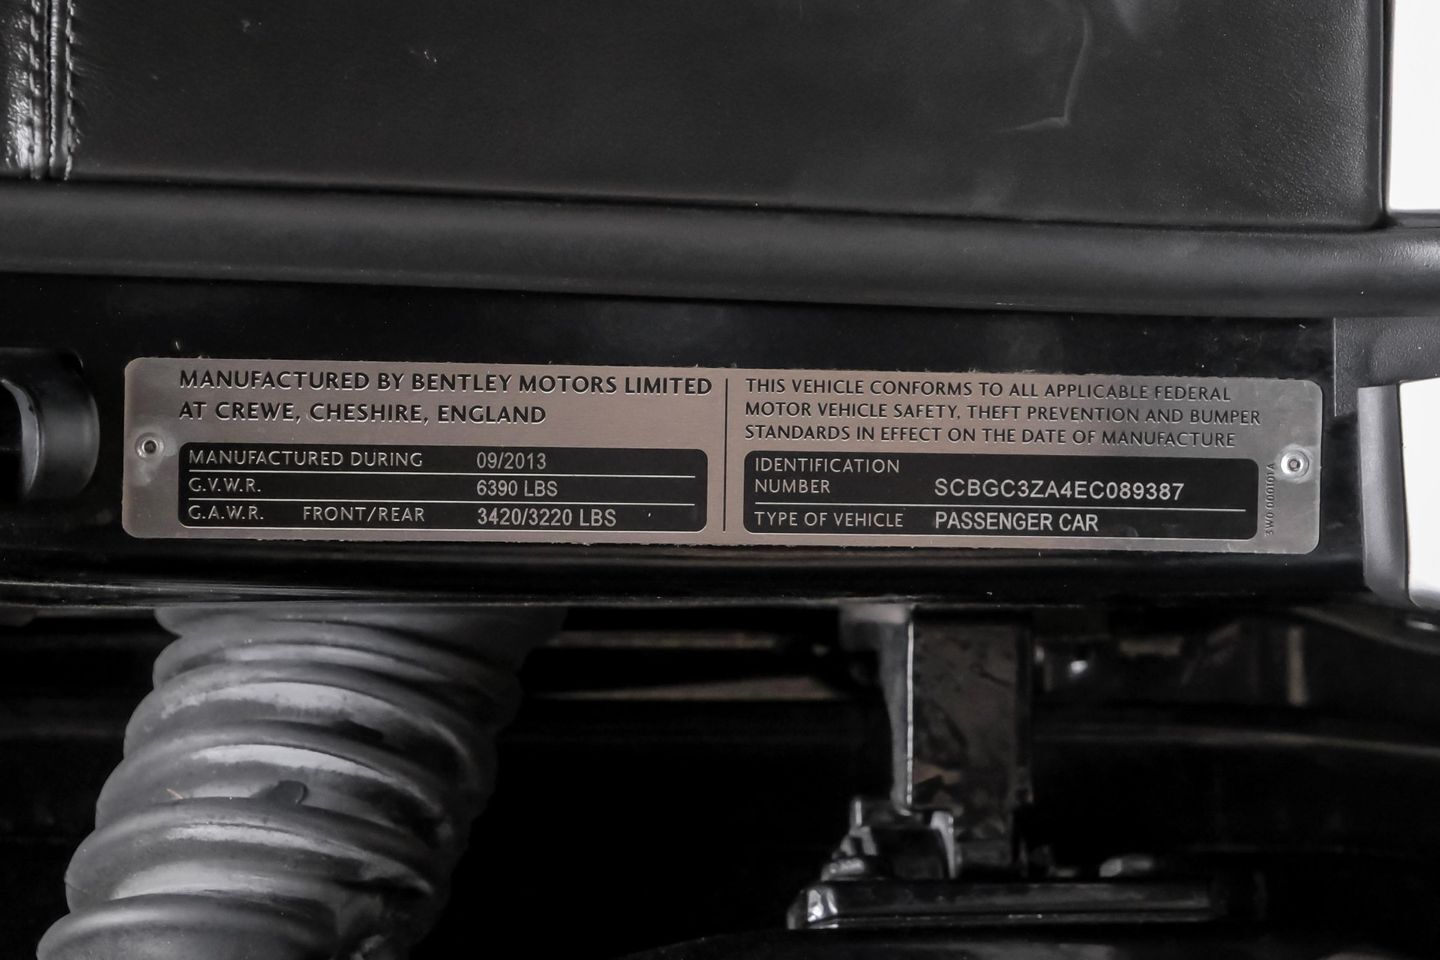 MANUFACTURED BY BENTLEY MOTORS LIMITED
AT CREWE, CHESHIRE, ENGLAND
MANUFACTURED DURING 09/2013
G.V.W.R. 6390 LBS
G.A.W.R. FRONT/REAR 3420/3220 LBS
THIS VEHICLE CONFORMS TO ALL APPLICABLE FEDERAL
MOTOR VEHICLE SAFETY, THEFT PREVENTION AND BUMPER
STANDARDS IN EFFECT ON THE DATE OF MANUFACTURE
IDENTIFICATION
NUMBER SCBGC3ZA4EC089387
TYPE OF VEHICLE PASSENGER CAR